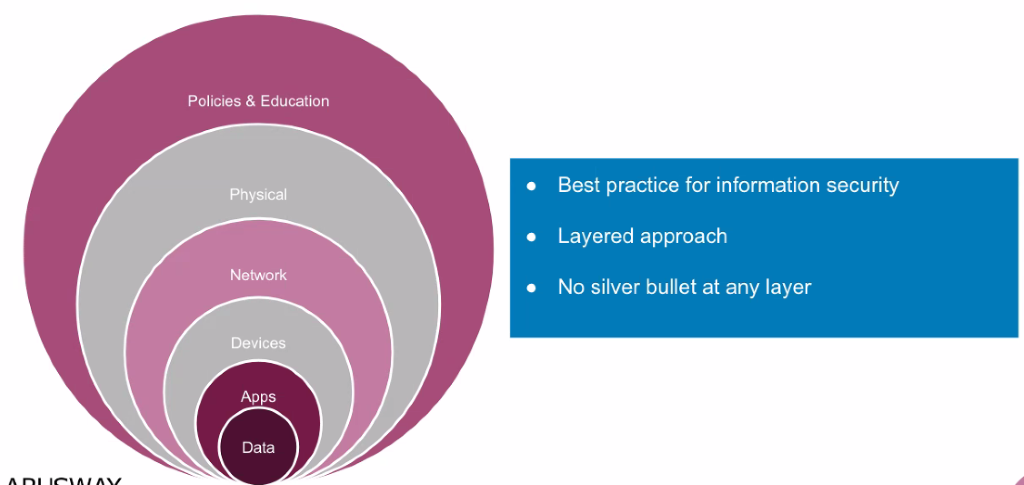 Policies & Education
Physical
Network
Devices
Apps
Data
● Best practice for information security
● Layered approach
● No silver bullet at any layer